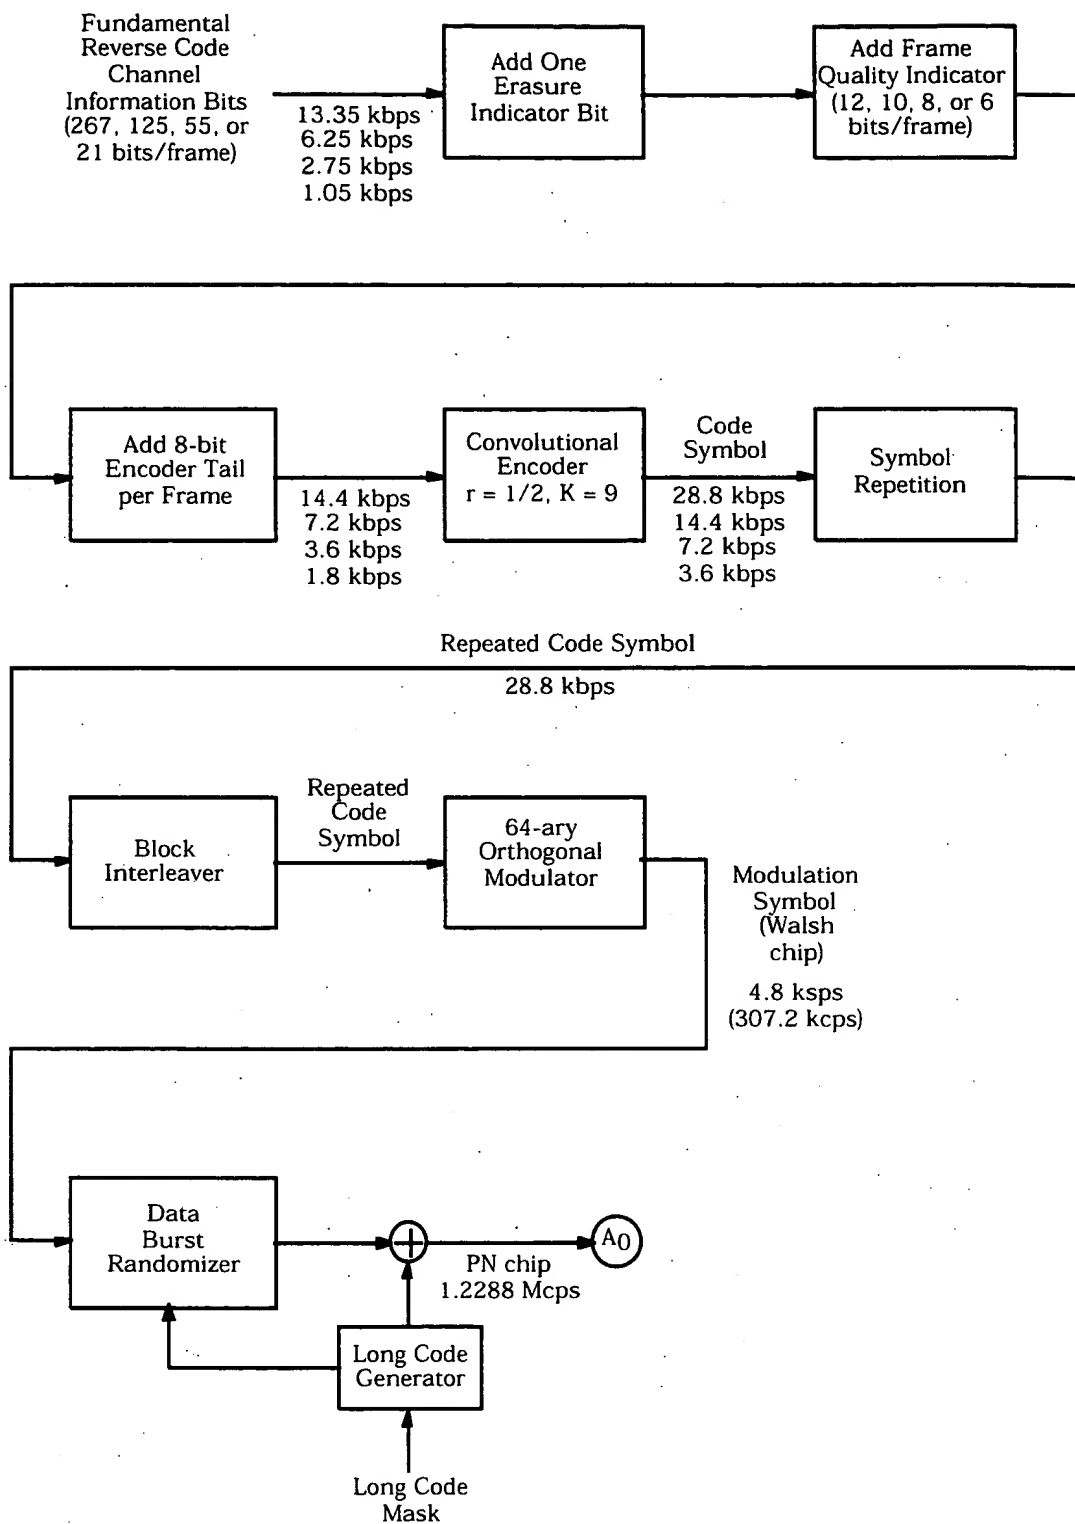 Fundamental
Reverse Code
Channel
Information Bits
(267, 125, 55, or
21 bits/frame)
13.35 kbps
6.25 kbps
2.75 kbps
1.05 kbps
Add One
Erasure
Indicator Bit
Add Frame
Quality Indicator
(12, 10, 8, or 6
bits/frame)
Add 8-bit
Encoder Tail
per Frame
14.4 kbps
7.2 kbps
3.6 kbps
1.8 kbps
Convolutional
Encoder
r = 1/2, K = 9
Code
Symbol
28.8 kbps
14.4 kbps
7.2 kbps
3.6 kbps
Symbol
Repetition
Repeated Code Symbol
28.8 kbps
Block
Interleaver
Repeated
Code
Symbol
64-ary
Orthogonal
Modulator
Modulation
Symbol
(Walsh
chip)
4.8 ksps
(307.2 kcps)
Data
Burst
Randomizer
PN chip
1.2288 Mcps
A0
Long Code
Generator
Long Code
Mask